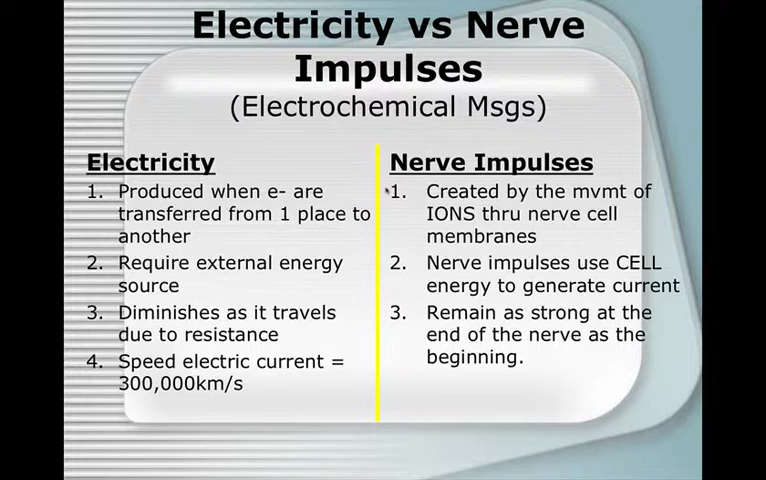 Electricity vs Nerve
Impulses
(Electrochemical Msgs)
Electricity
1. Produced when e- are
transferred from 1 place to
another
2. Require external energy
source
3. Diminishes as it travels
due to resistance
4. Speed electric current =
300,000km/s
Nerve Impulses
1. Created by the mvmt of
IONS thru nerve cell
membranes
2. Nerve impulses use CELL
energy to generate current
3. Remain as strong at the
end of the nerve as the
beginning.